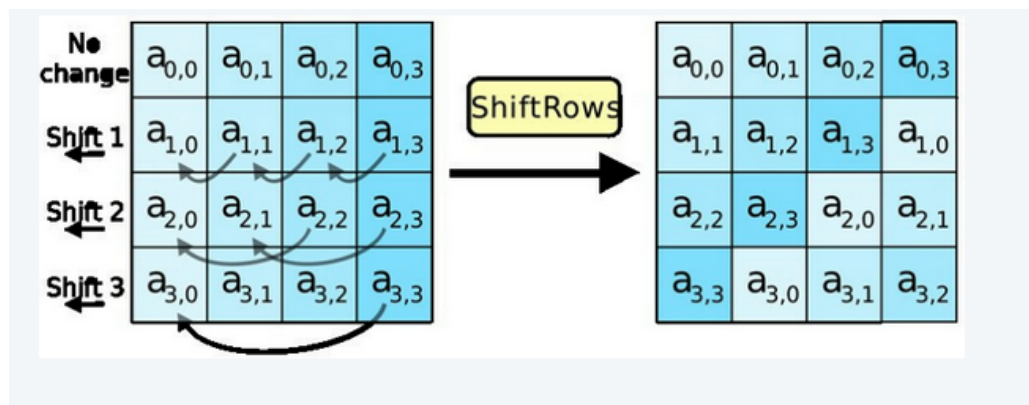 No change a0,0 a0,1 a0,2 a0,3 a0,0 a0,1 a0,2 a0,3
ShiftRows
Shift 1 a1,0 a1,1 a1,2 a1,3 a1,1 a1,2 a1,3 a1,0
Shift 2 a2,0 a2,1 a2,2 a2,3 a2,2 a2,3 a2,0 a2,1
Shift 3 a3,0 a3,1 a3,2 a3,3 a3,3 a3,0 a3,1 a3,2